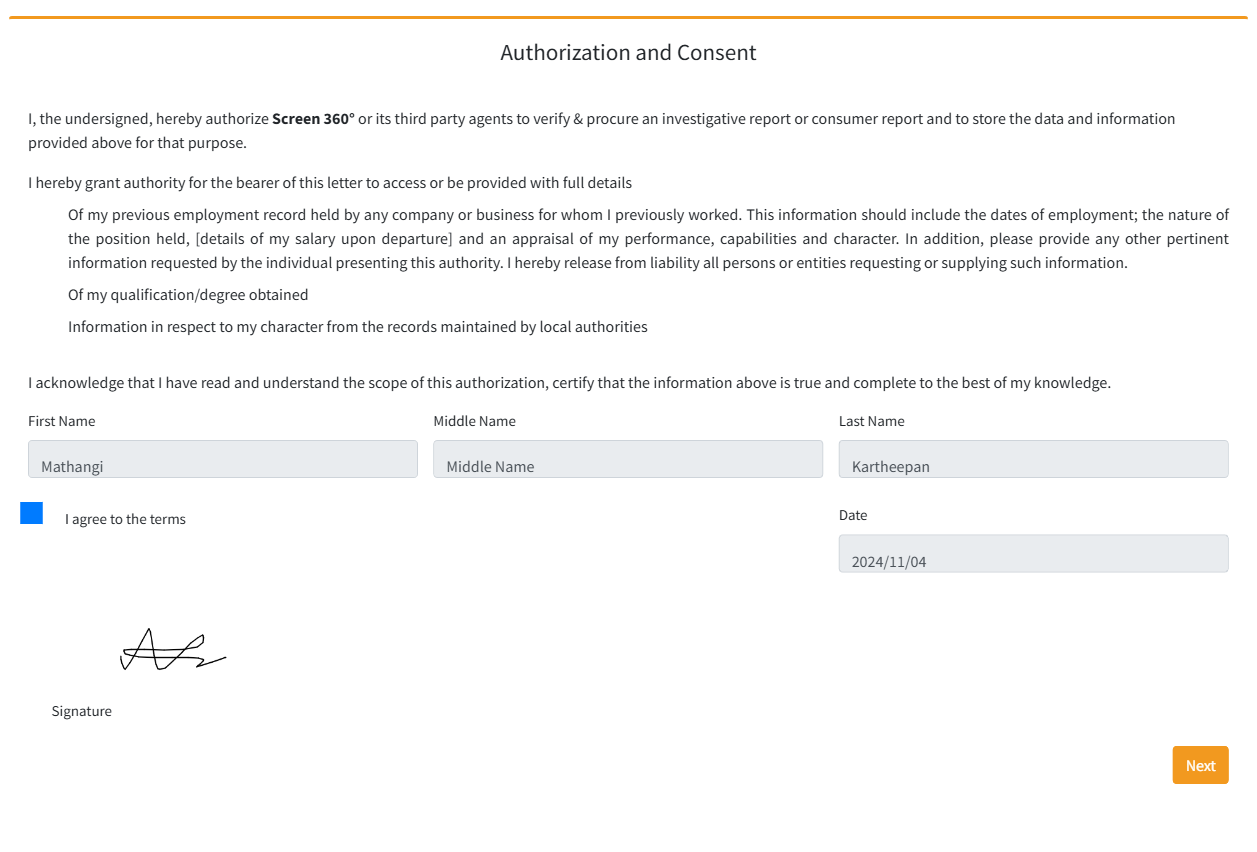 Authorization and Consent
I, the undersigned, hereby authorize Screen 360° or its third party agents to verify & procure an investigative report or consumer report and to store the data and information
provided above for that purpose.
I hereby grant authority for the bearer of this letter to access or be provided with full details
Of my previous employment record held by any company or business for whom I previously worked. This information should include the dates of employment; the nature of
the position held, [details of my salary upon departure] and an appraisal of my performance, capabilities and character. In addition, please provide any other pertinent
information requested by the individual presenting this authority. I hereby release from liability all persons or entities requesting or supplying such information.
Of my qualification/degree obtained
Information in respect to my character from the records maintained by local authorities
I acknowledge that I have read and understand the scope of this authorization, certify that the information above is true and complete to the best of my knowledge.
First Name Middle Name Last Name
Mathangi Middle Name Kartheepan
I agree to the terms
Date
2024/11/04
Signature
Next